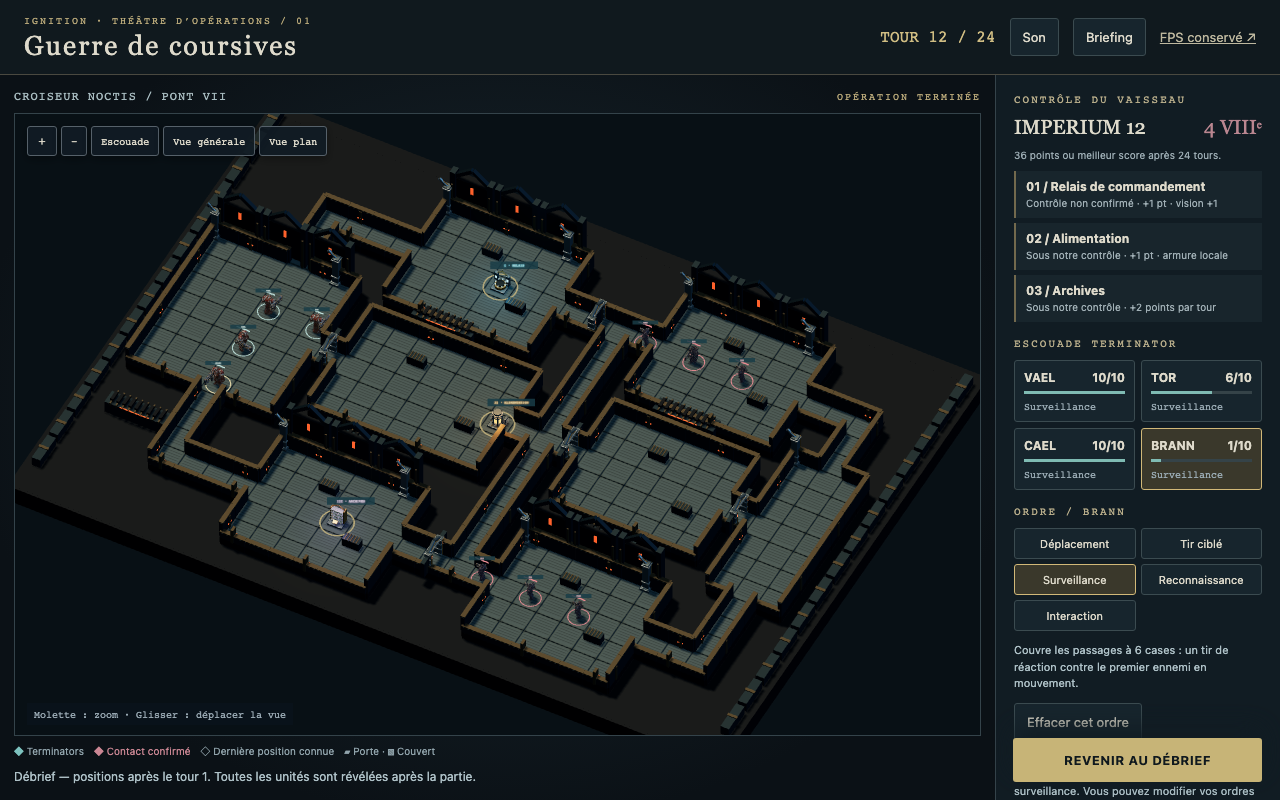 IGNITION · THÉÂTRE D'OPÉRATIONS / 01
Guerre de coursives
TOUR 12 / 24
Son
Briefing
FPS conservé ↗
CROISEUR NOCTIS / PONT VII
OPÉRATION TERMINÉE
+
−
Escouade
Vue générale
Vue plan
Molette : zoom · Glisser : déplacer la vue
Terminators
Contact confirmé
Dernière position connue
Porte · Couvert
Débrief — positions après le tour 1. Toutes les unités sont révélées après la partie.
CONTRÔLE DU VAISSEAU
IMPERIUM 12
4 VIIIᵉ
36 points ou meilleur score après 24 tours.
01 / Relais de commandement
Contrôle non confirmé · +1 pt · vision +1
02 / Alimentation
Sous notre contrôle · +1 pt · armure locale
03 / Archives
Sous notre contrôle · +2 points par tour
ESCOUADE TERMINATOR
VAEL 10/10
Surveillance
TOR 6/10
Surveillance
CAEL 10/10
Surveillance
BRANN 1/10
Surveillance
ORDRE / BRANN
Déplacement
Tir ciblé
Surveillance
Reconnaissance
Interaction
Couvre les passages à 6 cases : un tir de
réaction contre le premier ennemi en
mouvement.
Effacer cet ordre
REVENIR AU DÉBRIEF
surveillance. Vous pouvez modifier vos ordres